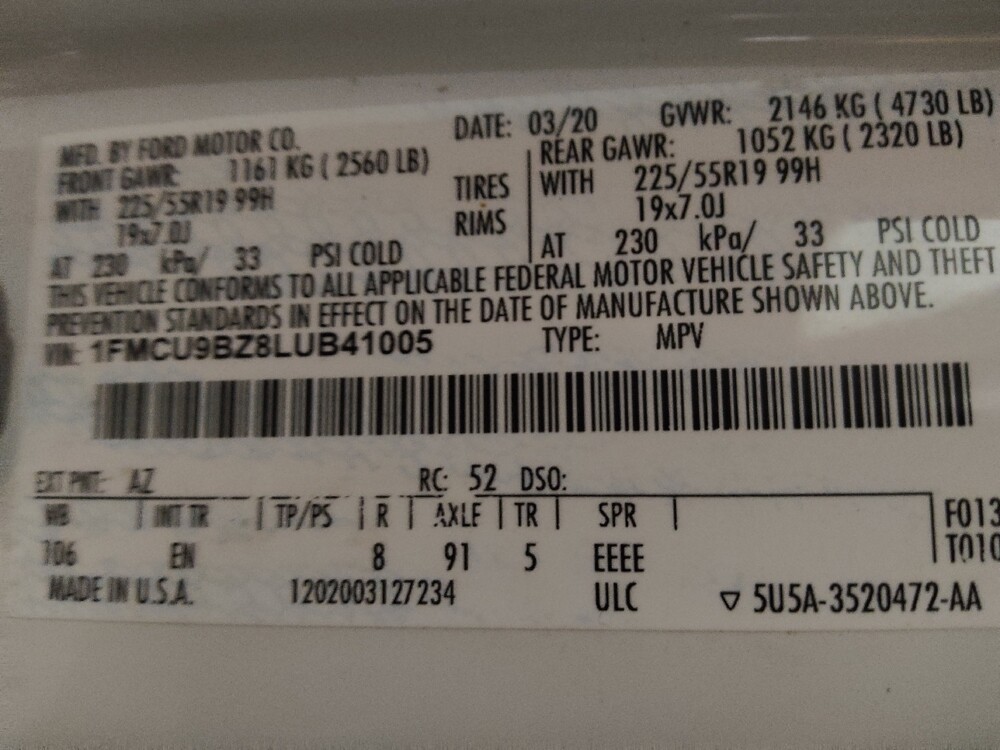 MFD. BY FORD MOTOR CO. DATE: 03/20 GVWR: 2146 KG ( 4730 LB)
FRONT GAWR: 1161 KG ( 2560 LB) REAR GAWR: 1052 KG ( 2320 LB)
WITH 225/55R19 99H TIRES WITH 225/55R19 99H
19x7.0J RIMS 19x7.0J
AT 230 kPa/ 33 PSI COLD AT 230 kPa/ 33 PSI COLD
THIS VEHICLE CONFORMS TO ALL APPLICABLE FEDERAL MOTOR VEHICLE SAFETY AND THEFT
PREVENTION STANDARDS IN EFFECT ON THE DATE OF MANUFACTURE SHOWN ABOVE.
VIN: 1FMCU9BZ8LUB41005 TYPE: MPV
EXT PNT: AZ RC: 52 DSO:
WB INT TR TP/PS R AXLE TR SPR F013
106 EN 8 91 5 EEEE T010
MADE IN U.S.A. 1202003127234 ULC ▽ 5U5A-3520472-AA